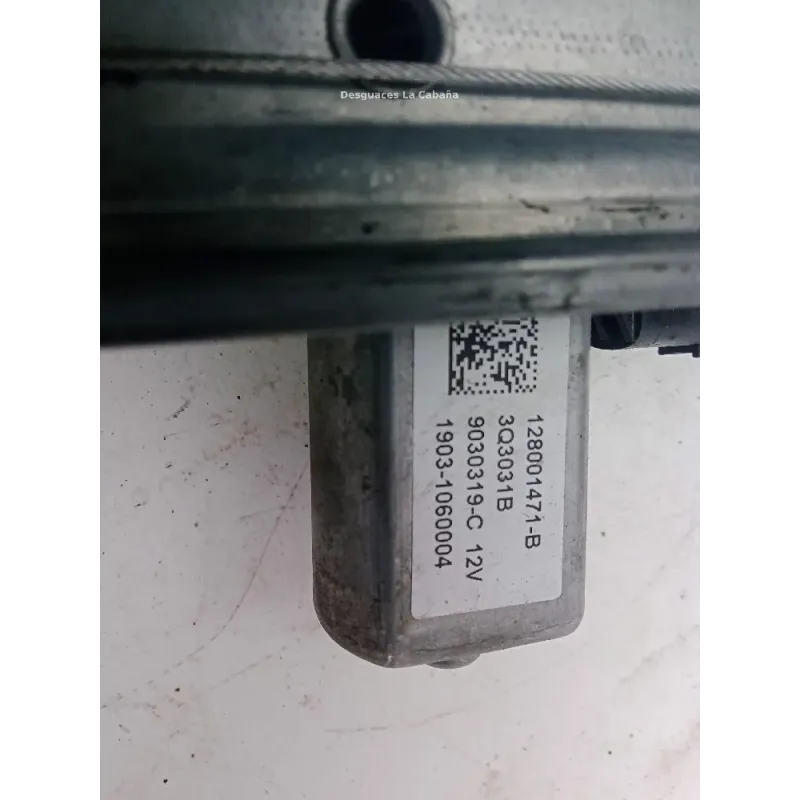 Desguaces La Cabaña
128001471-B
3Q3031B
9030319-C 12V
1903-1060004